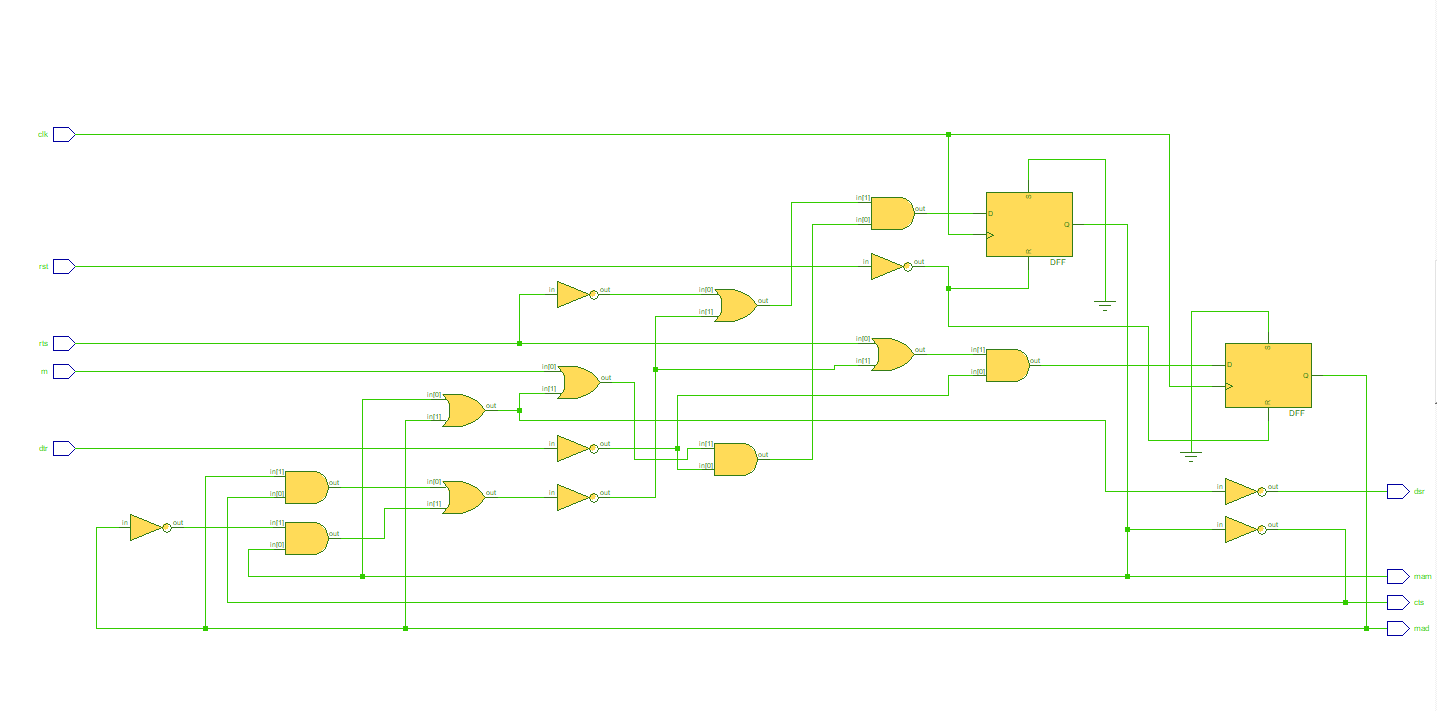 clk
S
in[1]
out
in[0]
D
Q
R
DFF
rst
in
out
in
out
in[0]
out
in[1]
rts
in[0]
out
in[1]
in[1]
out
in[0]
S
D
Q
R
DFF
in[0]
out
in[1]
in[0]
out
in[1]
dir
in
out
in[1]
out
in[0]
in[1]
out
in[0]
in[0]
out
in[1]
in
out
in
out
dsr
in
out
in[1]
out
in[0]
in
out
mam
cts
mad